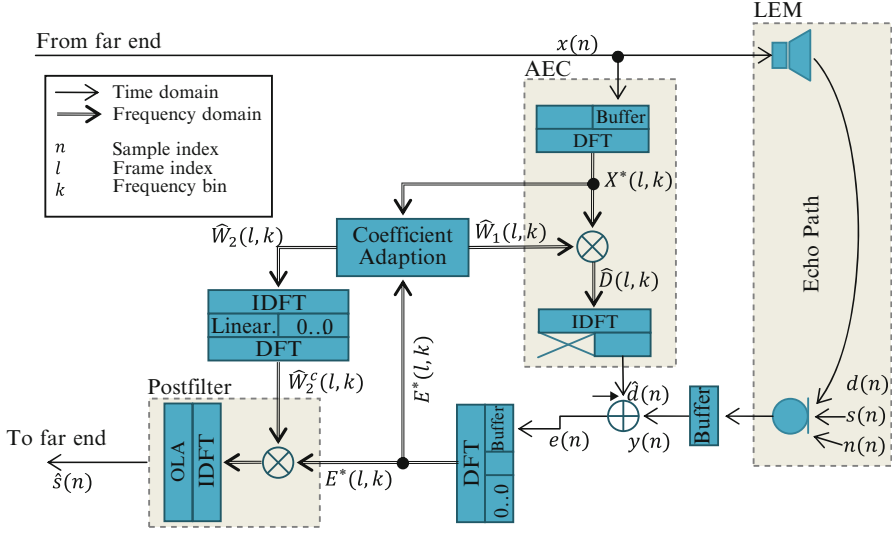 LEM
From far end
x(n)
AEC
Time domain
Frequency domain
n Sample index
l Frame index
k Frequency bin
Buffer
DFT
X*(l, k)
Echo Path
Ŵ₂(l, k)
Coefficient
Adaption
Ŵ₁(l, k)
D̂(l, k)
IDFT
Linear. 0..0
DFT
IDFT
E*(l, k)
Postfilter
Ŵ₂ᶜ(l, k)
d̂(n)
Buffer
d(n)
s(n)
n(n)
To far end
ŝ(n)
OLA
IDFT
E*(l, k)
DFT
Buffer
0..0
e(n)
y(n)